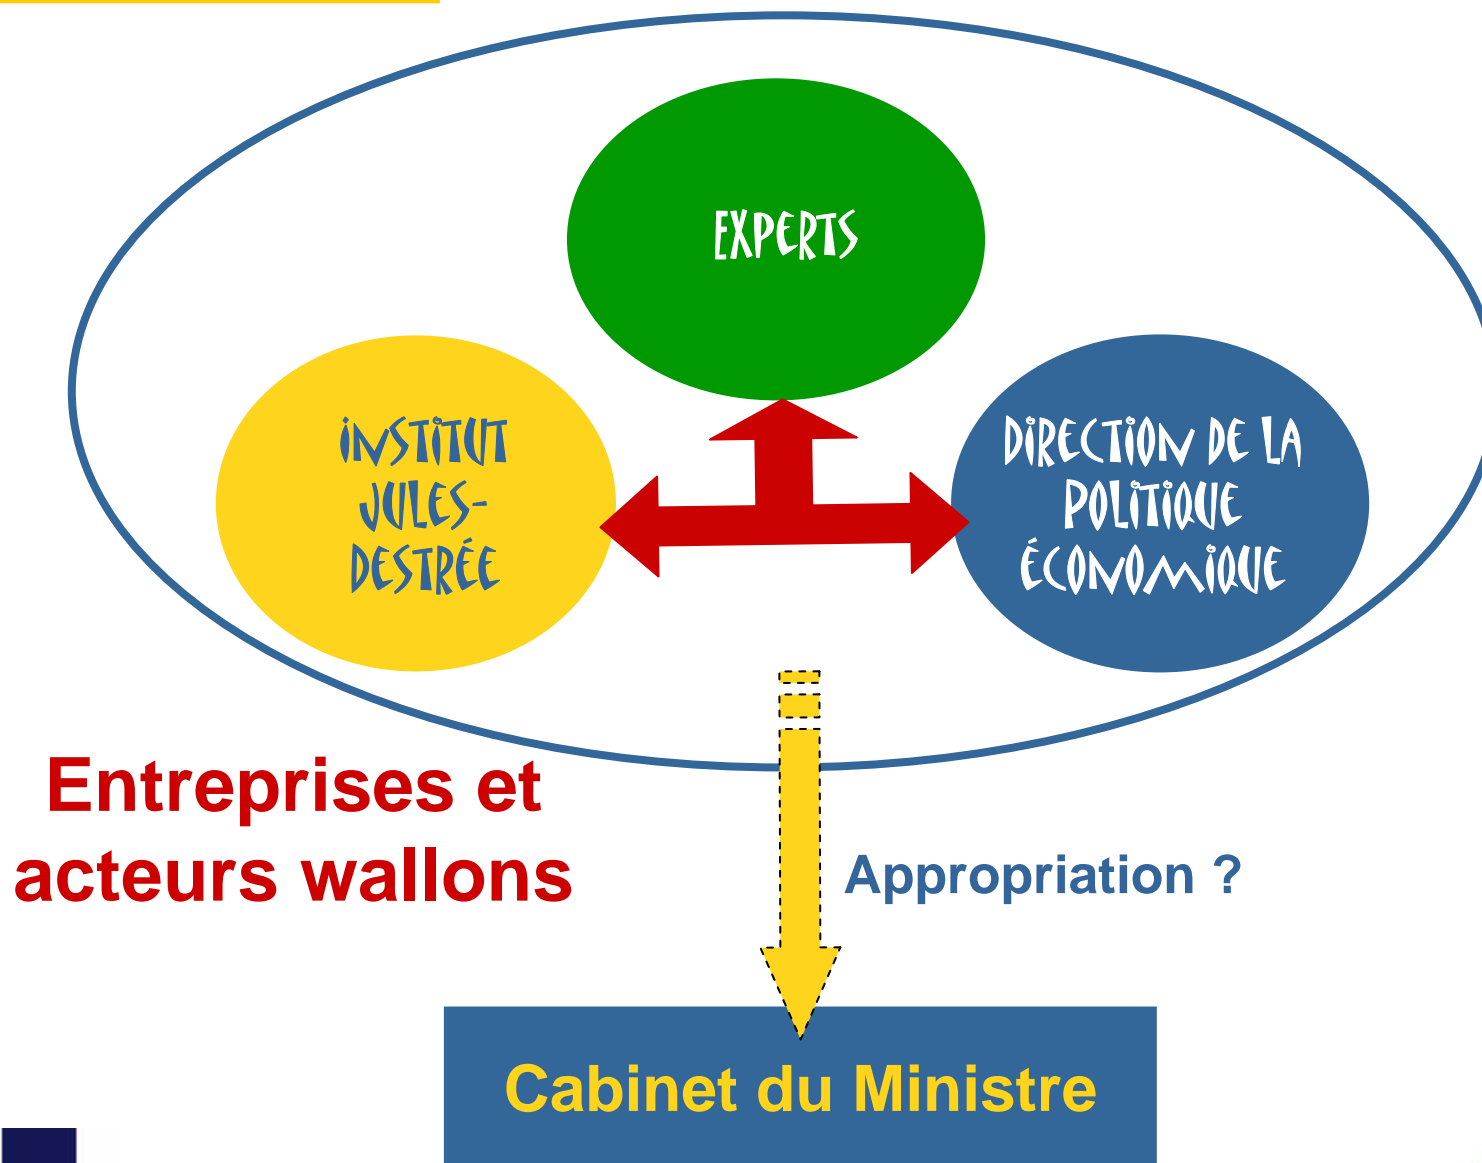 EXPERTS
INSTITUT
JULES-
DESTRÉE
DIRECTION DE LA
POLITIQUE
ÉCONOMIQUE
Entreprises et
acteurs wallons
Appropriation ?
Cabinet du Ministre